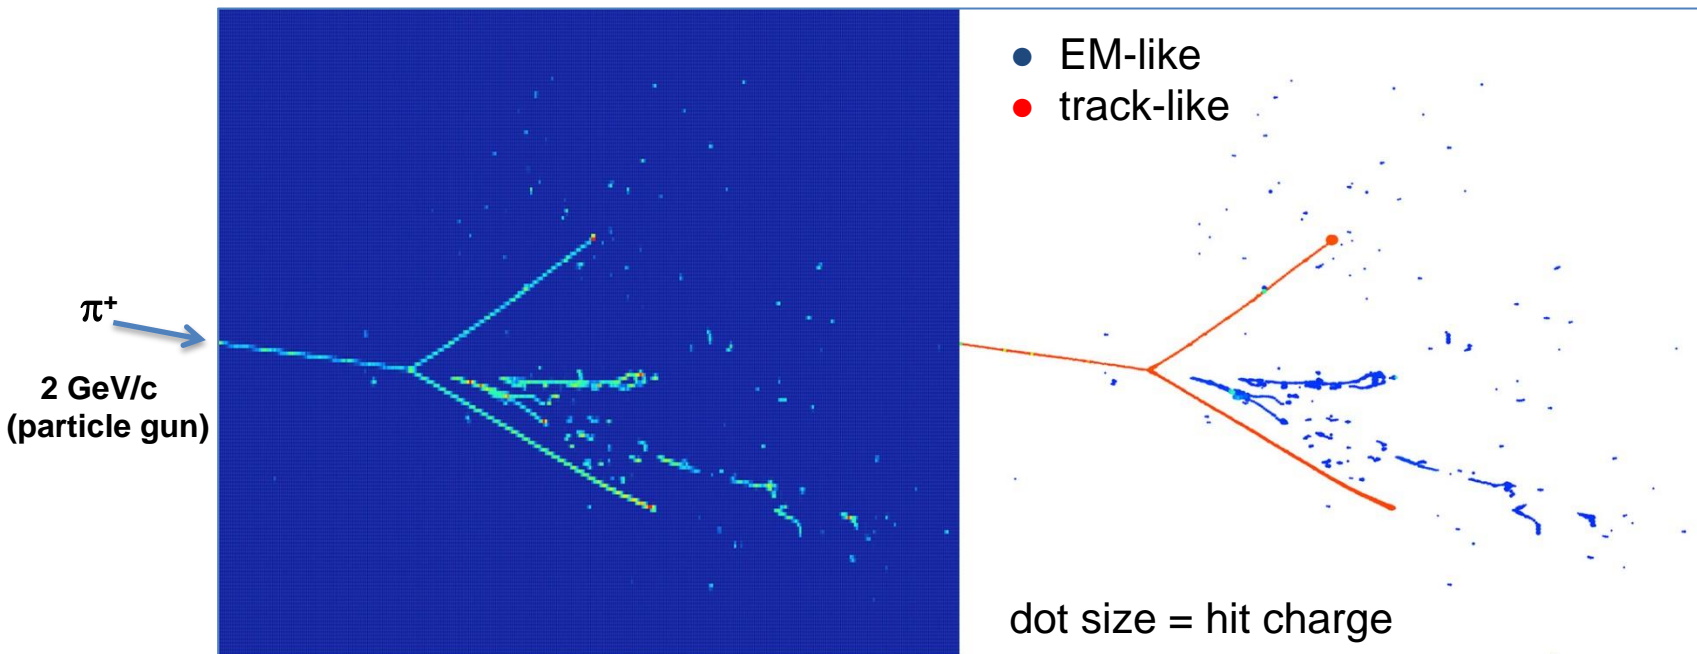 π+
2 GeV/c
(particle gun)
EM-like
track-like
dot size = hit charge